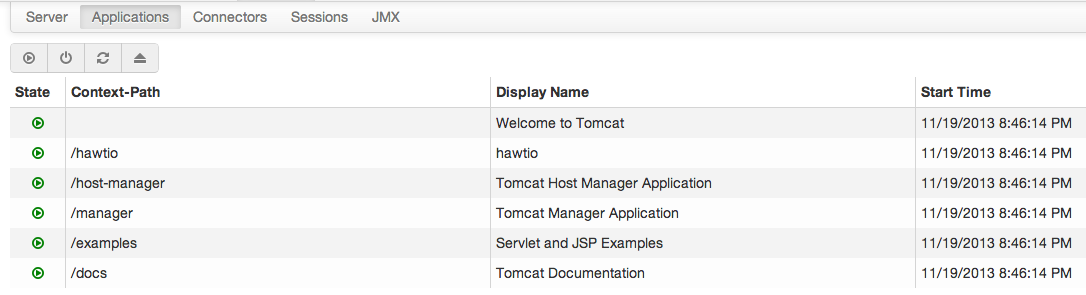 Server Applications Connectors Sessions JMX
State Context-Path Display Name Start Time
Welcome to Tomcat 11/19/2013 8:46:14 PM
/hawtio hawtio 11/19/2013 8:46:14 PM
/host-manager Tomcat Host Manager Application 11/19/2013 8:46:14 PM
/manager Tomcat Manager Application 11/19/2013 8:46:14 PM
/examples Servlet and JSP Examples 11/19/2013 8:46:14 PM
/docs Tomcat Documentation 11/19/2013 8:46:14 PM